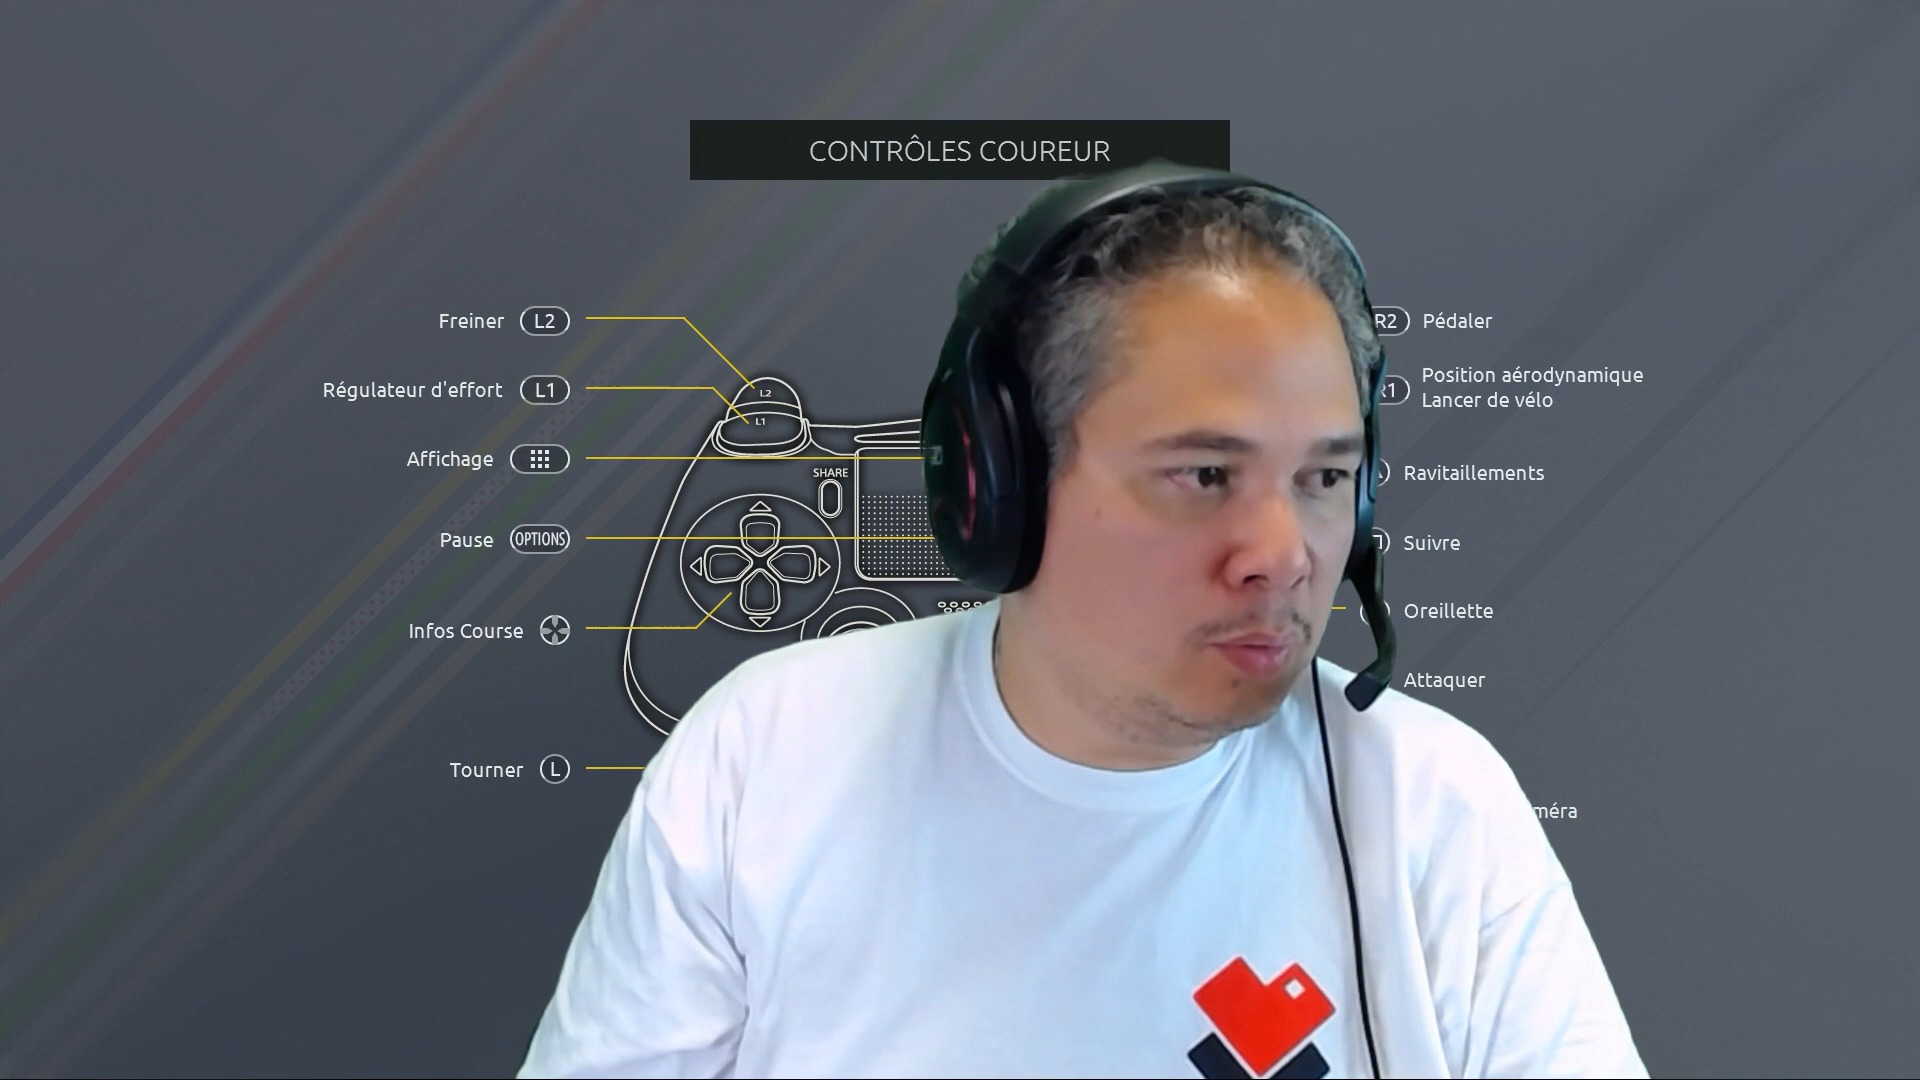 CONTRÔLES COUREUR
Freiner L2
Régulateur d'effort L1
Affichage
Pause OPTIONS
Infos Course
Tourner L
L2
L1
SHARE
R2 Pédaler
Position aérodynamique
Lancer de vélo
Ravitaillements
Suivre
Oreillette
Attaquer